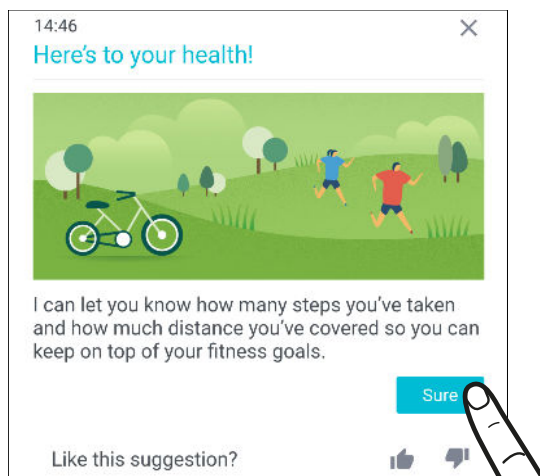 14:46
Here's to your health!
I can let you know how many steps you've taken
and how much distance you've covered so you can
keep on top of your fitness goals.
Sure
Like this suggestion?